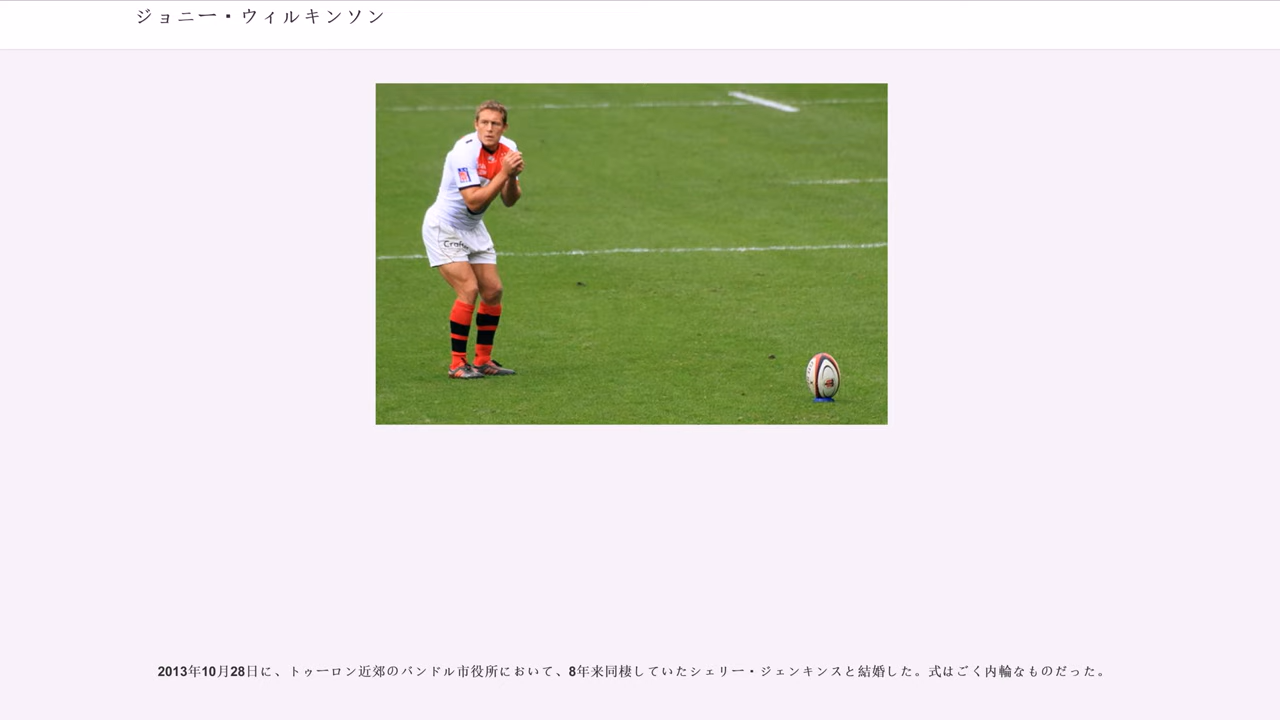 ジョニー・ウィルキンソン
2013年10月28日に、トゥーロン近郊のバンドル市役所において、8年来同棲していたシェリー・ジェンキンスと結婚した。式はごく内輪なものだった。